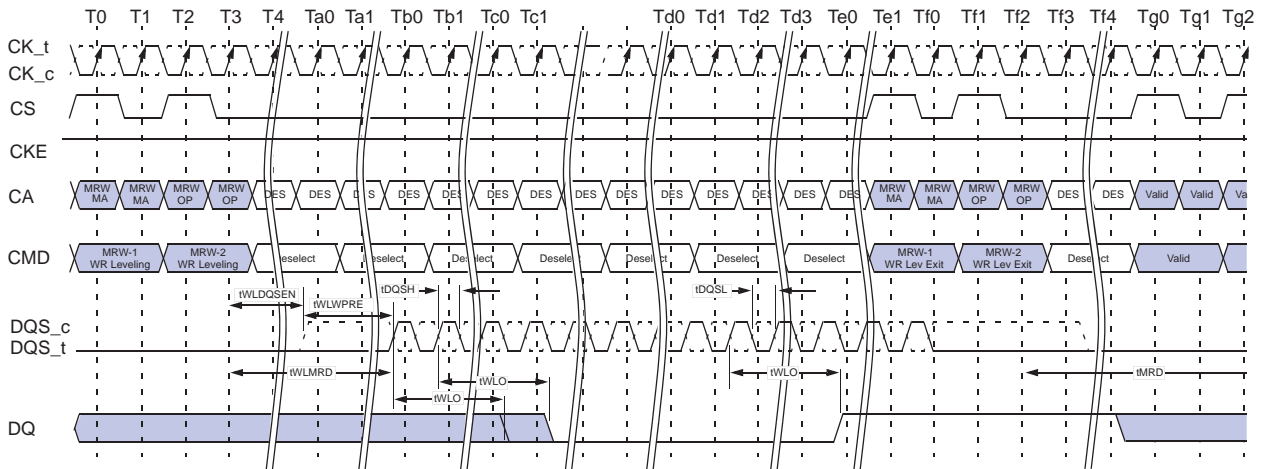 T0 T1 T2 T3 T4 Ta0 Ta1 Tb0 Tb1 Tc0 Tc1 Td0 Td1 Td2 Td3 Te0 Te1 Tf0 Tf1 Tf2 Tf3 Tf4 Tg0 Tg1 Tg2
CK_t
CK_c
CS
CKE
CA MRW MA MRW MA MRW OP MRW OP DES DES DES DES DES DES DES DES DES DES DES DES DES DES MRW MA MRW MA MRW OP MRW OP DES DES Valid Valid Va
CMD MRW-1 WR Leveling MRW-2 WR Leveling Deselect Deselect Deselect Deselect Deselect Deselect Deselect MRW-1 WR Lev Exit MRW-2 WR Lev Exit Deselect Valid
tDQSH tDQSL
tWLDQSEN tWLWPRE
DQS_c
DQS_t
tWLMRD tWLO tWLO tMRD
tWLO
DQ